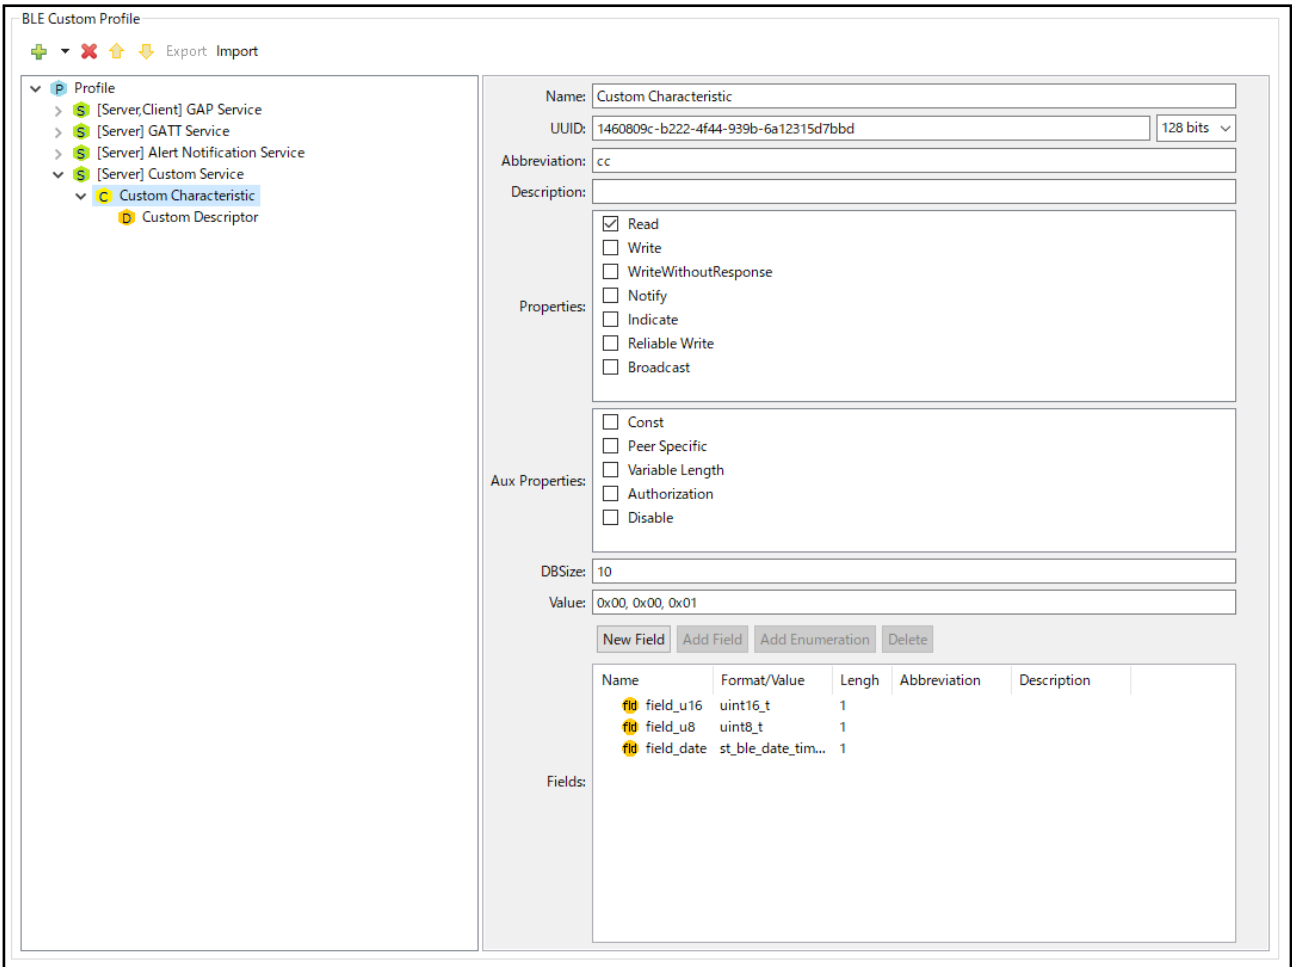 BLE Custom Profile
Export Import
Profile
[Server,Client] GAP Service
[Server] GATT Service
[Server] Alert Notification Service
[Server] Custom Service
Custom Characteristic
Custom Descriptor
Name: Custom Characteristic
UUID: 1460809c-b222-4f44-939b-6a12315d7bbd 128 bits
Abbreviation: cc
Description:
Properties:
Read
Write
WriteWithoutResponse
Notify
Indicate
Reliable Write
Broadcast
Aux Properties:
Const
Peer Specific
Variable Length
Authorization
Disable
DBSize: 10
Value: 0x00, 0x00, 0x01
New Field Add Field Add Enumeration Delete
Fields:
Name Format/Value Lengh Abbreviation Description
fld field_u16 uint16_t 1
fld field_u8 uint8_t 1
fld field_date st_ble_date_tim... 1